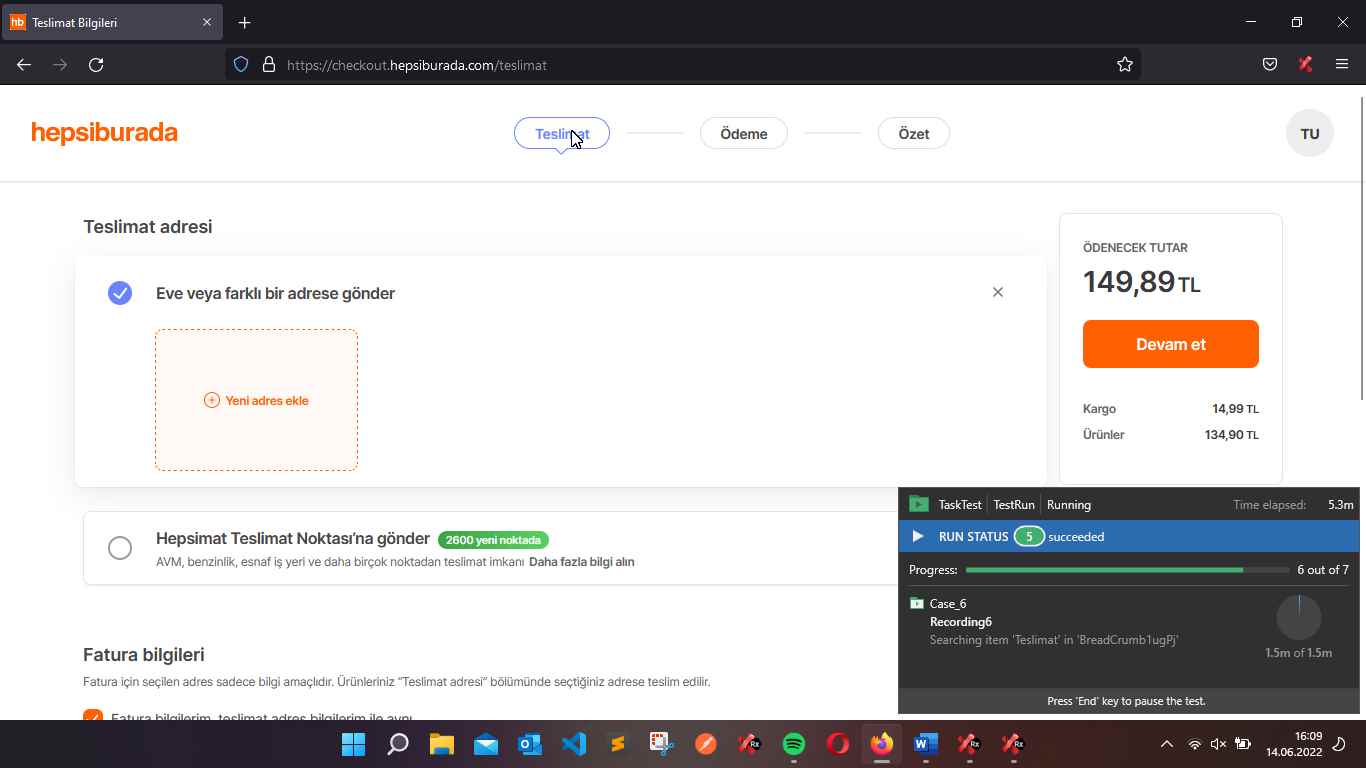 hb Teslimat Bilgileri
https://checkout.hepsiburada.com/teslimat
hepsiburada
Teslimat
Ödeme
Özet
TU
Teslimat adresi
Eve veya farklı bir adrese gönder
Yeni adres ekle
ÖDENECEK TUTAR
149,89 TL
Devam et
Kargo 14,99 TL
Ürünler 134,90 TL
Hepsimat Teslimat Noktası'na gönder 2600 yeni noktada
AVM, benzinlik, esnaf iş yeri ve daha birçok noktadan teslimat imkanı Daha fazla bilgi alın
Fatura bilgileri
Fatura için seçilen adres sadece bilgi amaçlıdır. Ürünleriniz “Teslimat adresi” bölümünde seçtiğiniz adrese teslim edilir.
Fatura bilgilerim, teslimat adres bilgilerim ile aynı
TaskTest TestRun Running Time elapsed: 5.3m
RUN STATUS 5 succeeded
Progress: 6 out of 7
Case_6
Recording6
Searching item 'Teslimat' in 'BreadCrumb1ugPj'
1.5m of 1.5m
Press 'End' key to pause the test.
Rx
Rx
Rx
16:09
14.06.2022